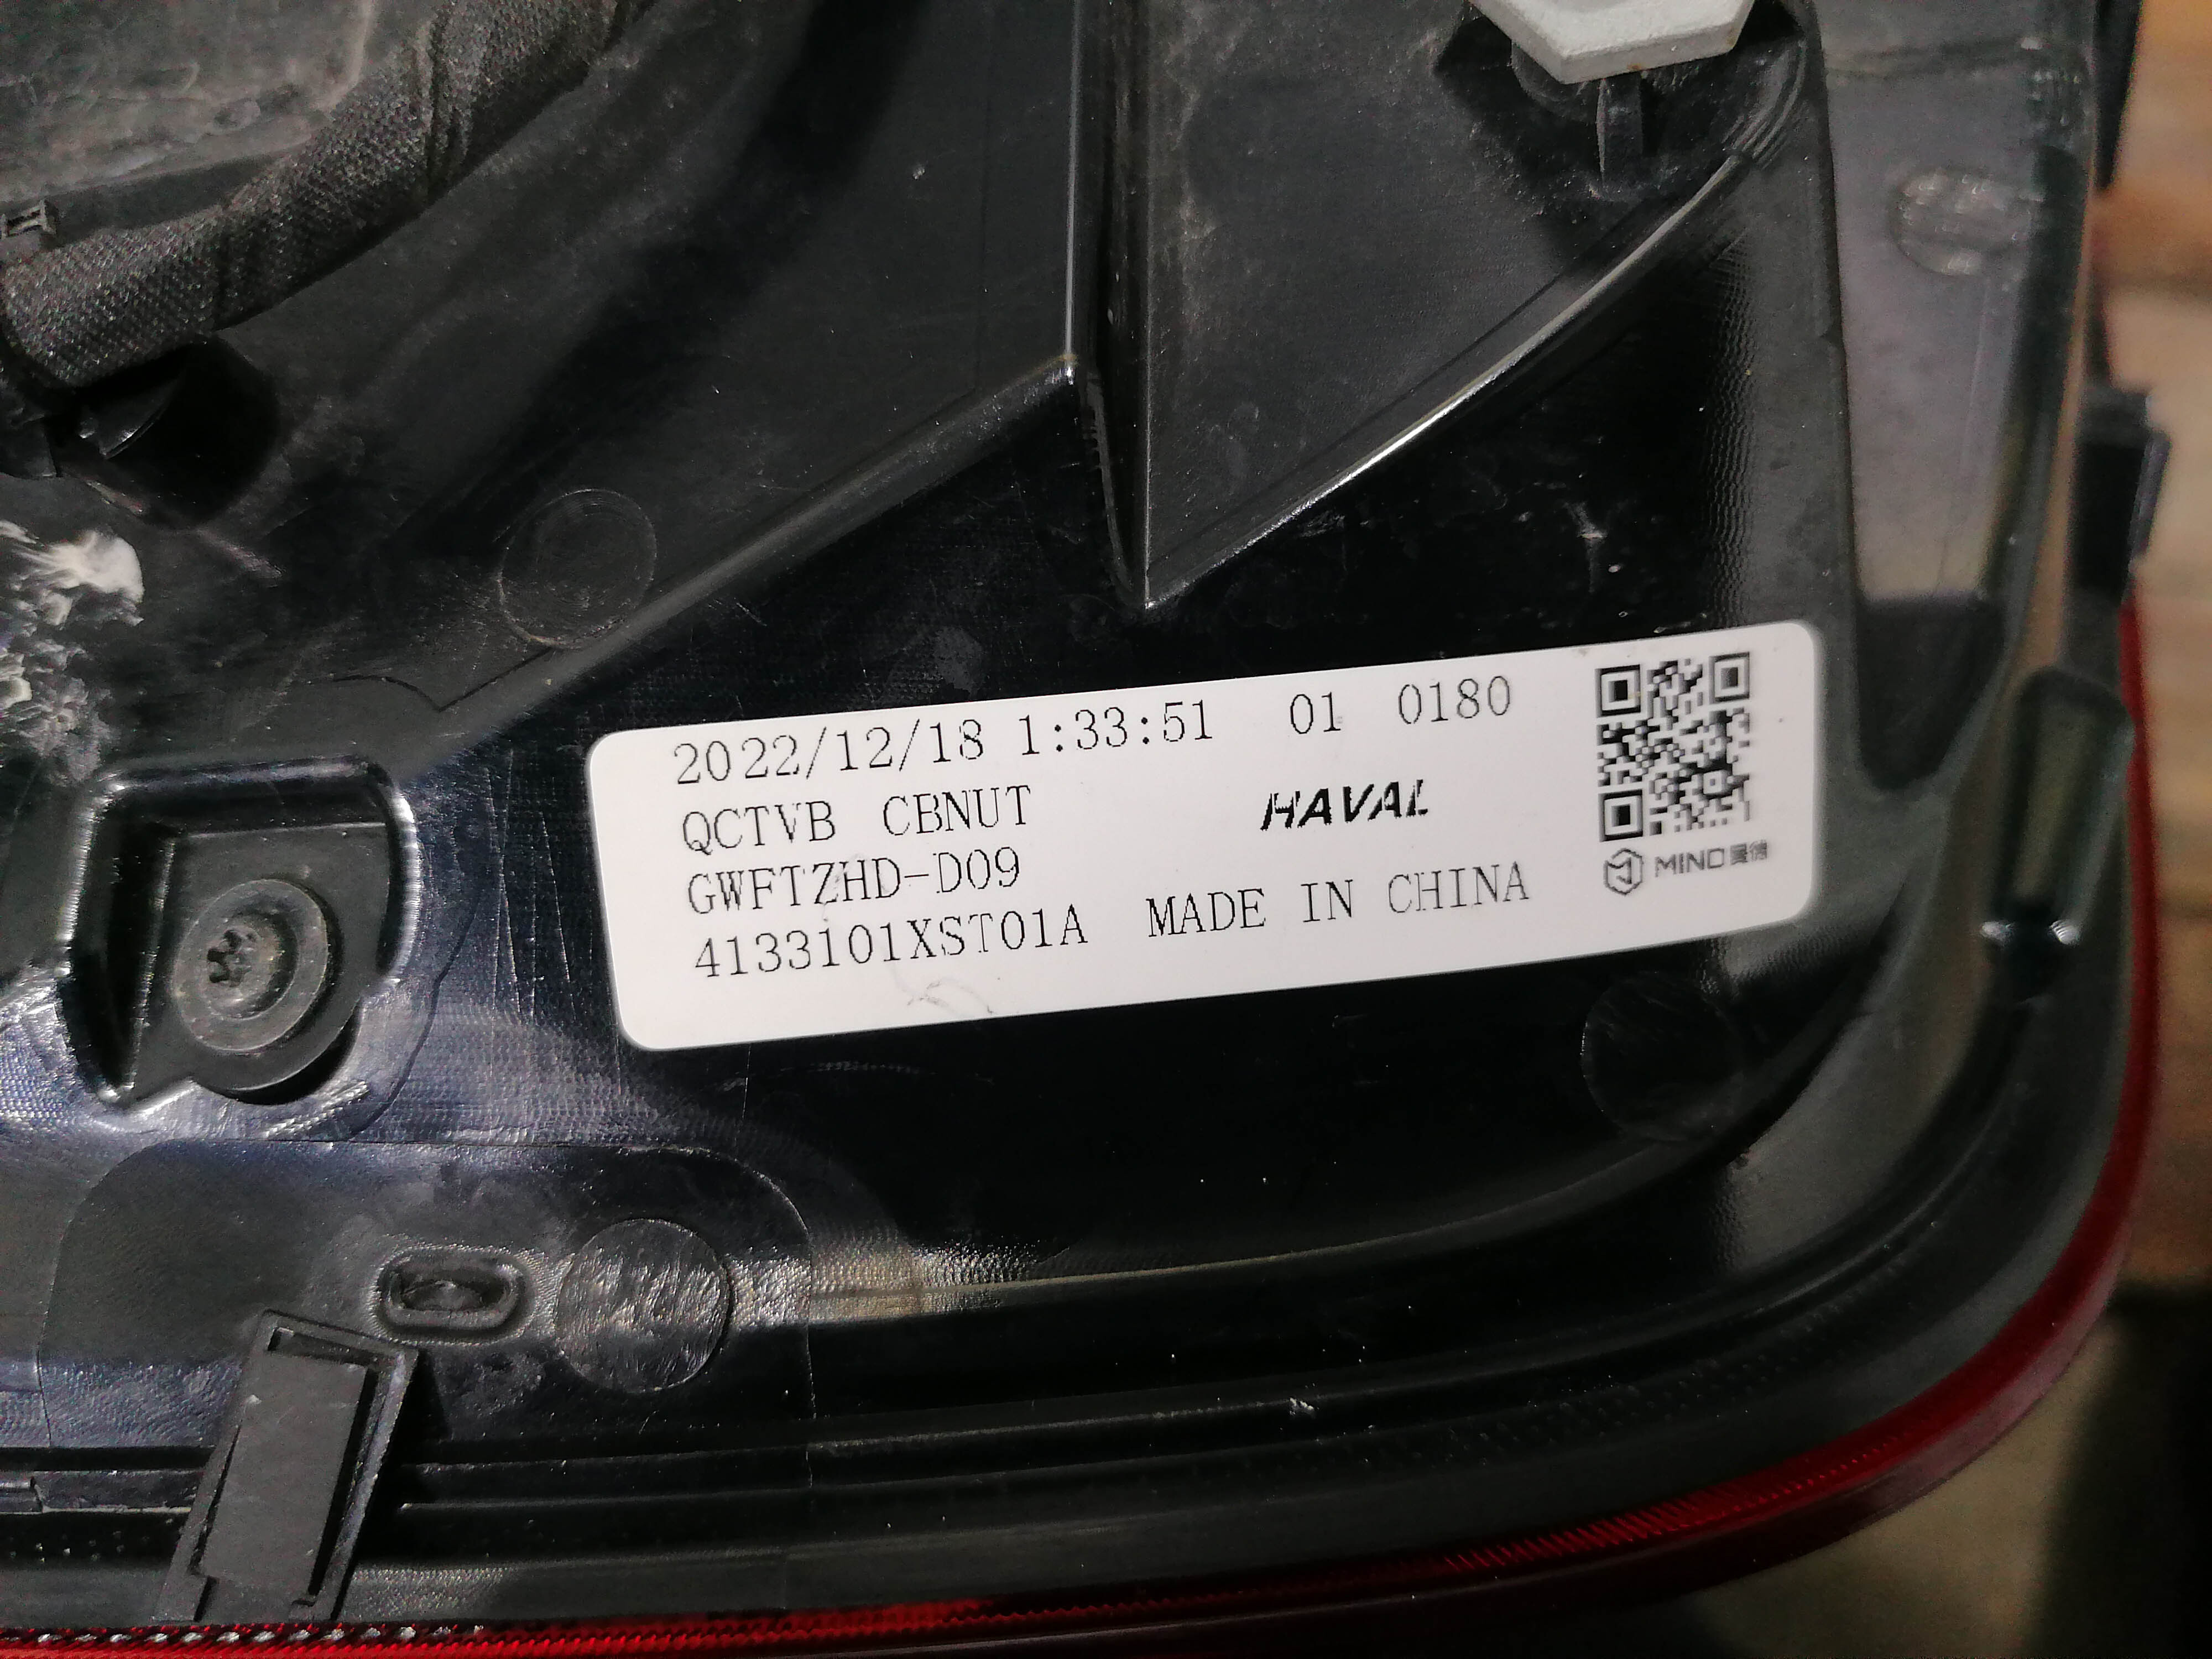 2022/12/18 1:33:51 01 0180
QCTVB CBNUT
HAVAL
GWFTZHD-D09
4133101XST01A MADE IN CHINA
MIND 曼德